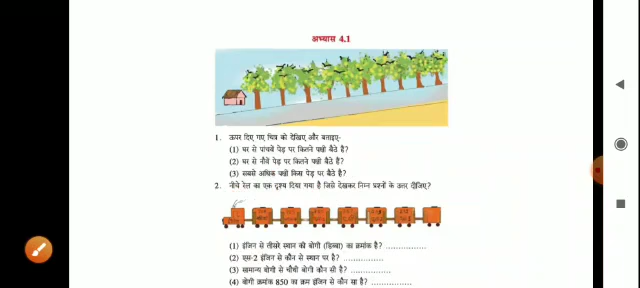 अभ्यास 4.1
1. ऊपर दिए गए चित्र को देखिए और बताइए-
(1) घर से पांचवे पेड़ पर कितने पक्षी बैठे है?
(2) घर से नौवे पेड़ पर कितने पक्षी बैठे हैं?
(3) सबसे अधिक पक्षी किस पेड़ पर बैठे है?
2. नीचे रेल का एक दृश्य दिया गया है जिसे देखकर निम्न प्रश्नों के उत्तर दीजिए?
(1) इंजिन से तीसरे स्थान की बोगी (डिब्बा) का क्रमांक है? ................
(2) एस-2 इंजिन से कौन से स्थान पर है? ................
(3) सामान्य बोगी से चौथी बोगी कौन सी है? ................
(4) बोगी क्रमांक 850 का क्रम इंजिन से कौन सा है? ................